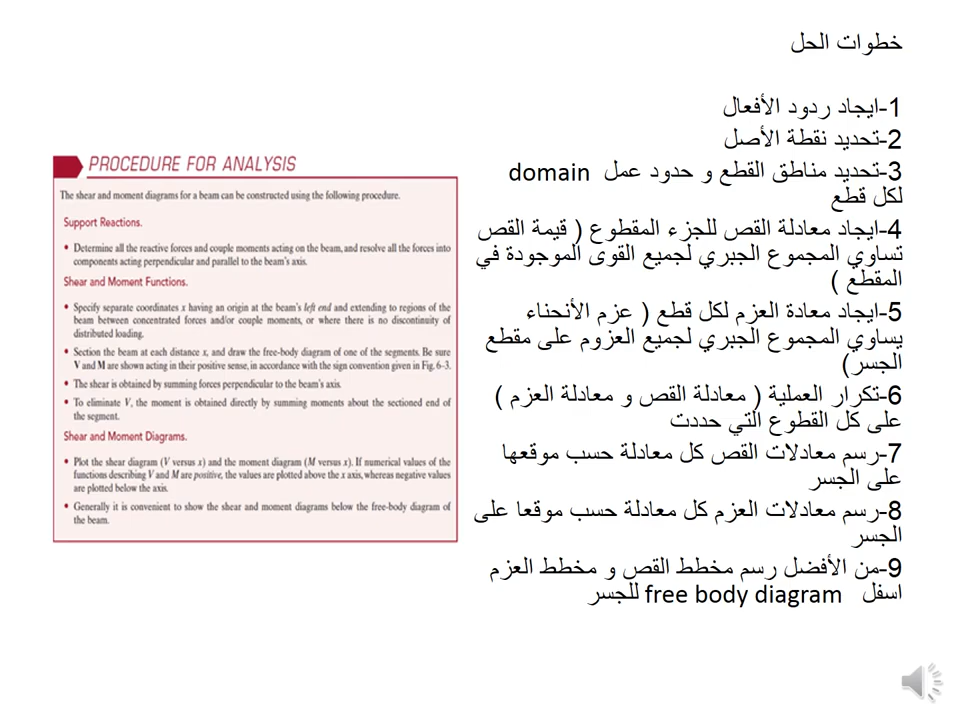 خطوات الحل
1-ايجاد ردود الأفعال
2-تحديد نقطة الأصل
3-تحديد مناطق القطع و حدود عمل domain
لكل قطع
4-ايجاد معادلة القص للجزء المقطوع ( قيمة القص
تساوي المجموع الجبري لجميع القوى الموجودة في
المقطع )
5-ايجاد معادة العزم لكل قطع ( عزم الأنحناء
يساوي المجموع الجبري لجميع العزوم على مقطع
الجسر)
6-تكرار العملية ( معادلة القص و معادلة العزم )
على كل القطوع التي حددت
7-رسم معادلات القص كل معادلة حسب موقعها
على الجسر
8-رسم معادلات العزم كل معادلة حسب موقعا على
الجسر
9-من الأفضل رسم مخطط القص و مخطط العزم
اسفل free body diagram للجسر
PROCEDURE FOR ANALYSIS
The shear and moment diagrams for a beam can be constructed using the following procedure.
Support Reactions.
• Determine all the reactive forces and couple moments acting on the beam, and resolve all the forces into
components acting perpendicular and parallel to the beam's axis.
Shear and Moment Functions.
• Specify separate coordinates x having an origin at the beam's left end and extending to regions of the
beam between concentrated forces and/or couple moments, or where there is no discontinuity of
distributed loading.
• Section the beam at each distance x, and draw the free-body diagram of one of the segments. Be sure
V and M are shown acting in their positive sense, in accordance with the sign convention given in Fig. 6–3.
• The shear is obtained by summing forces perpendicular to the beam's axis.
• To eliminate V, the moment is obtained directly by summing moments about the sectioned end of
the segment.
Shear and Moment Diagrams.
• Plot the shear diagram (V versus x) and the moment diagram (M versus x). If numerical values of the
functions describing V and M are positive, the values are plotted above the x axis, whereas negative values
are plotted below the axis.
• Generally it is convenient to show the shear and moment diagrams below the free-body diagram of
the beam.